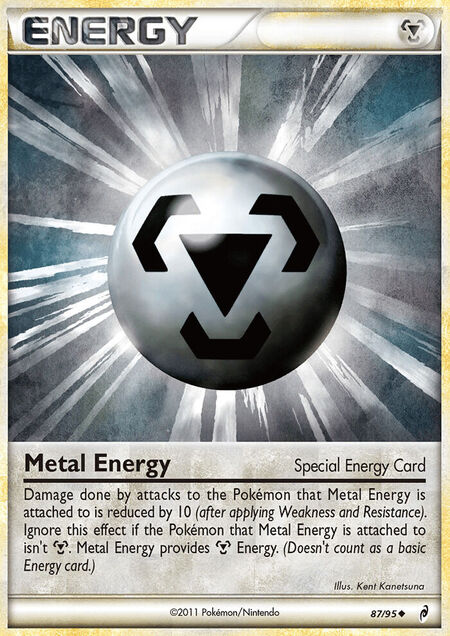 ENERGY
Metal Energy
Special Energy Card
Damage done by attacks to the Pokémon that Metal Energy is
attached to is reduced by 10 (after applying Weakness and Resistance).
Ignore this effect if the Pokémon that Metal Energy is attached to
isn't . Metal Energy provides Energy. (Doesn't count as a basic
Energy card.)
Illus. Kent Kanetsuna
©2011 Pokémon/Nintendo
87/95